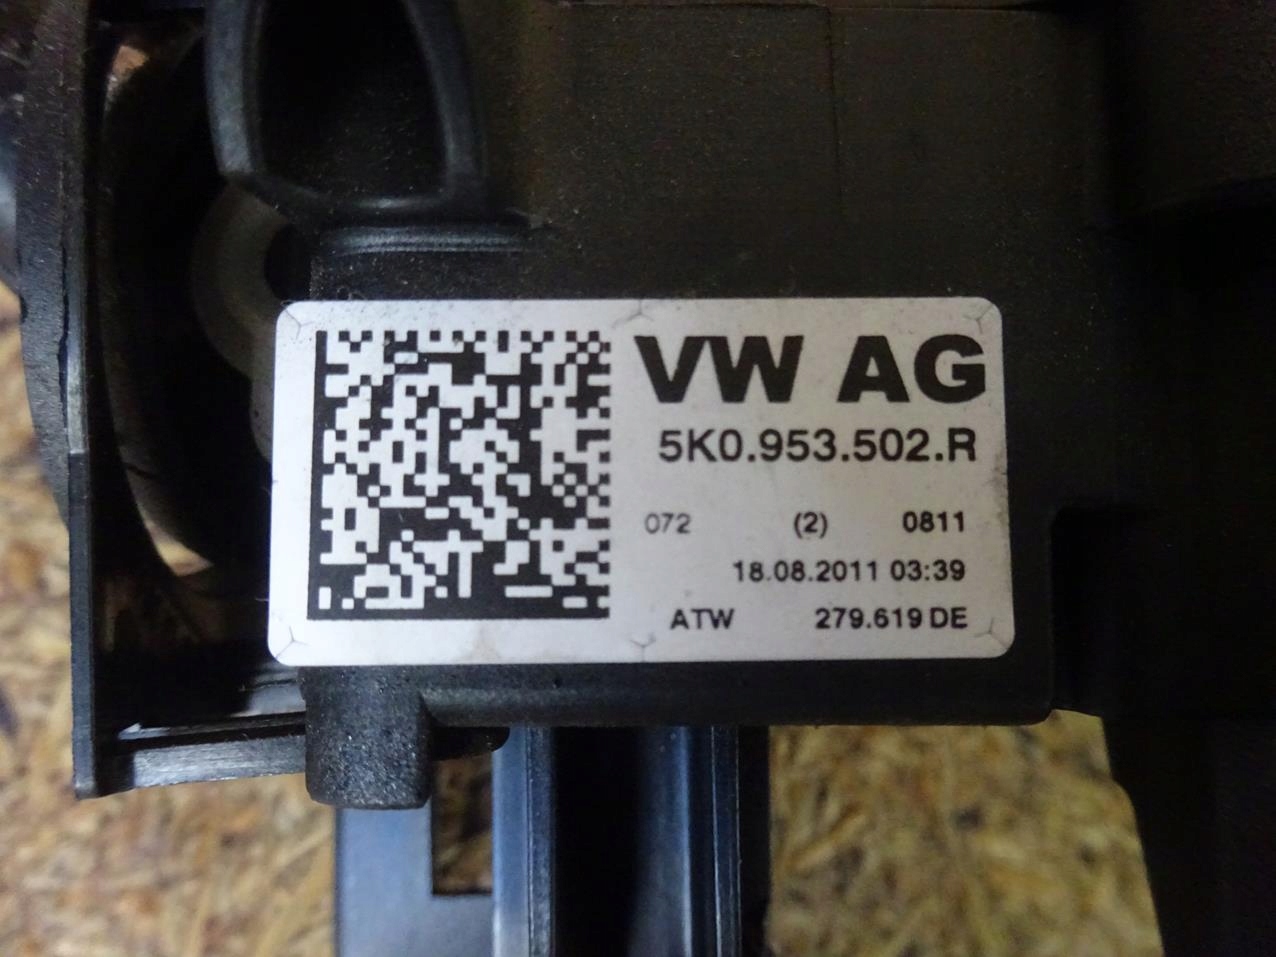 VW AG
5K0.953.502.R
072 (2) 0811
18.08.2011 03:39
ATW 279.619 DE